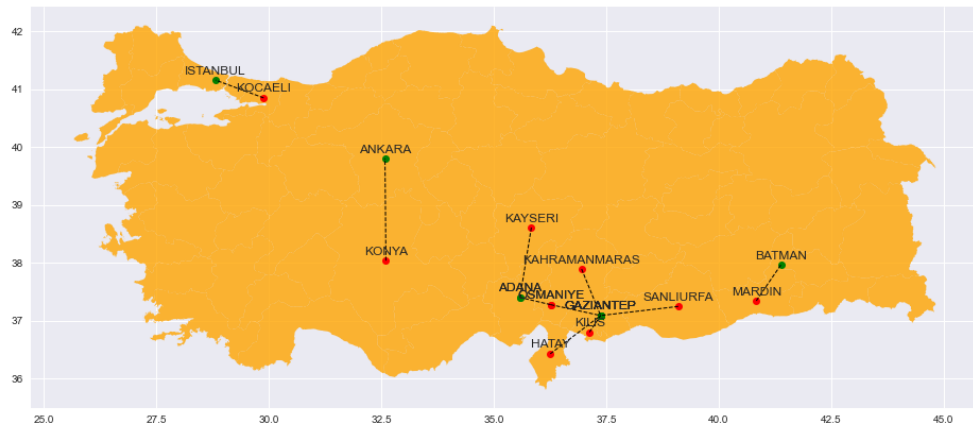 42
ISTANBUL
41
KOCAELI
40
ANKARA
39
KAYSERI
KONYA
KAHRAMANMARAS
BATMAN
38
ADANA
OSMANIYE
GAZIANTEP
SANLIURFA
MARDIN
37
KILIS
HATAY
36
25.0 27.5 30.0 32.5 35.0 37.5 40.0 42.5 45.0